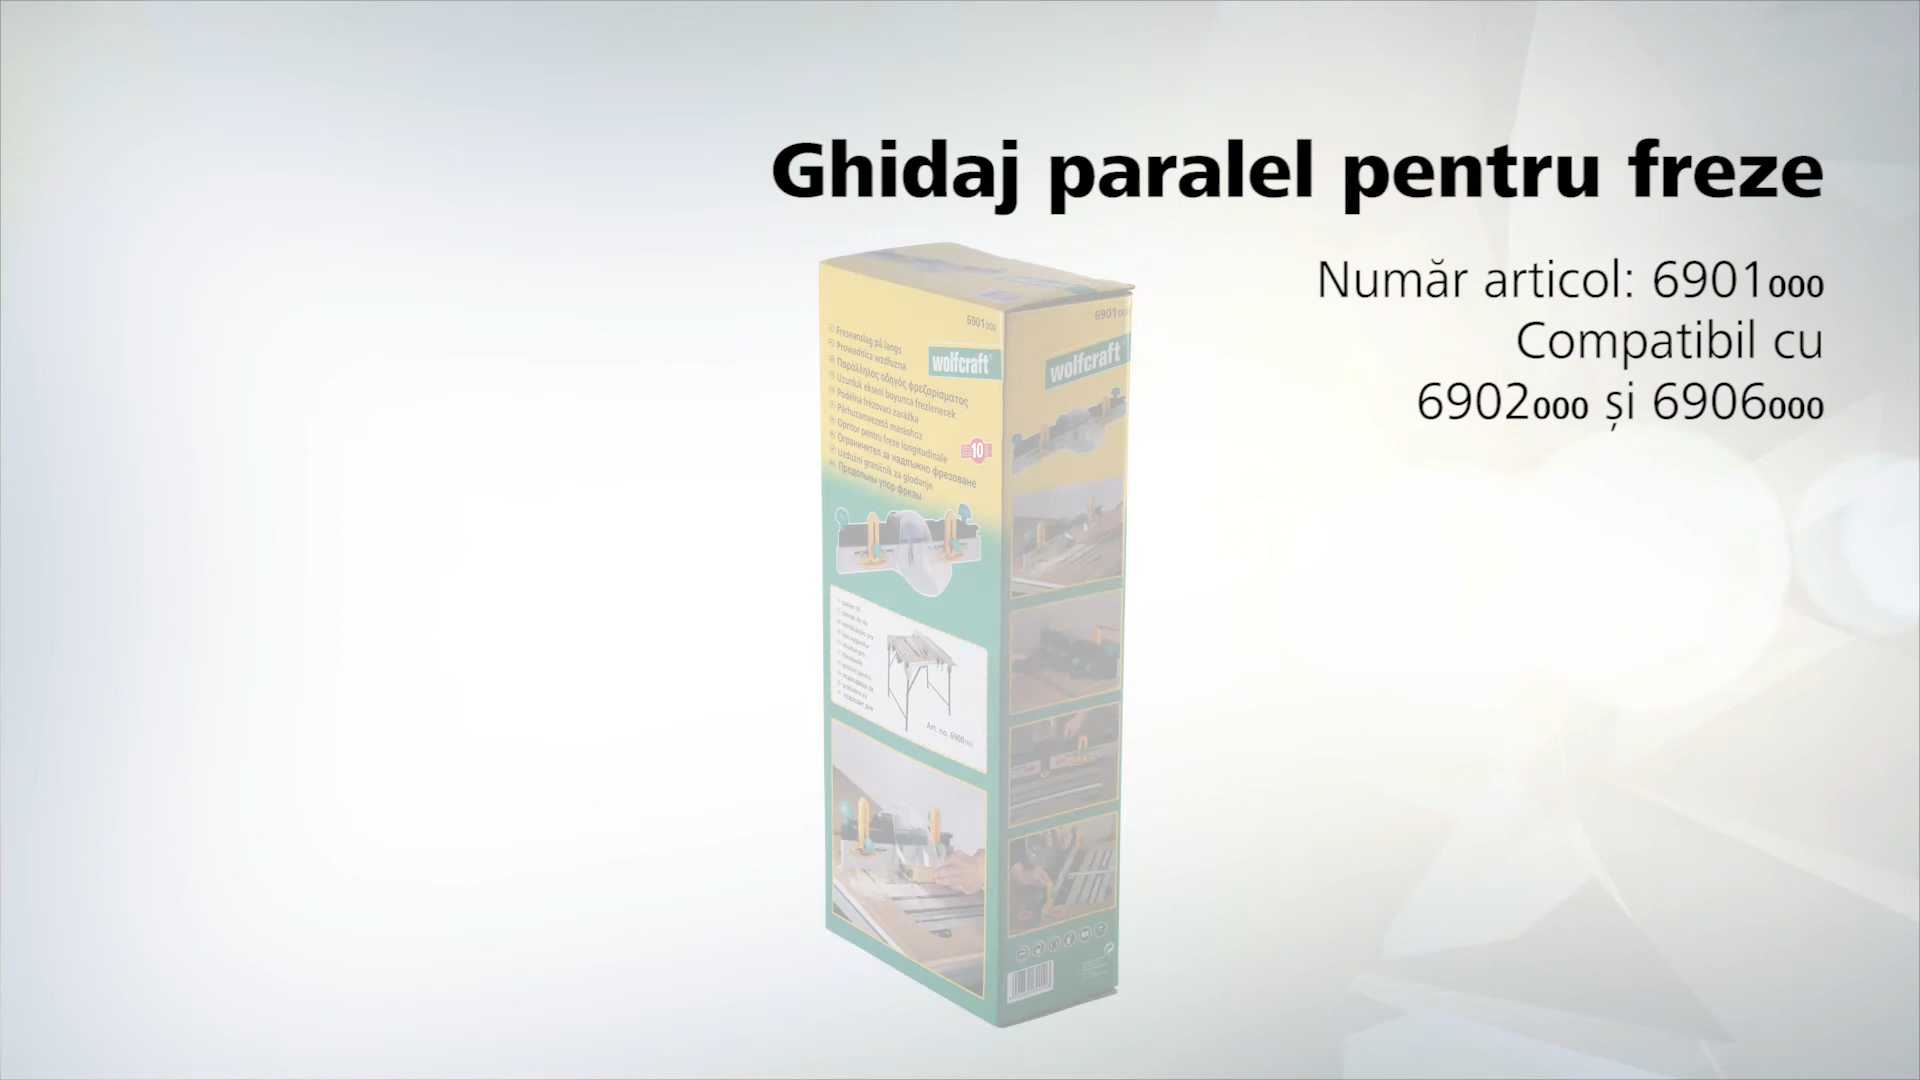 Ghidaj paralel pentru freze
Număr articol: 6901000
Compatibil cu
6902000 și 6906000
6901000
Freseanslag på langs
Prowadnica wzdłużna
Παράλληλος οδηγός φρεζαρίσματος
Uzunluk ekseni boyunca frezlenecek
Podélná frézovací zarážka
Párhuzamvezető maráshoz
Opritor pentru freze longitudinale
Ограничител за надлъжно фрезоване
Uzdužni graničnik za glodanje
Продольны упор фрезы
wolfcraft
10
Art. no. 6900000
6901000
wolfcraft